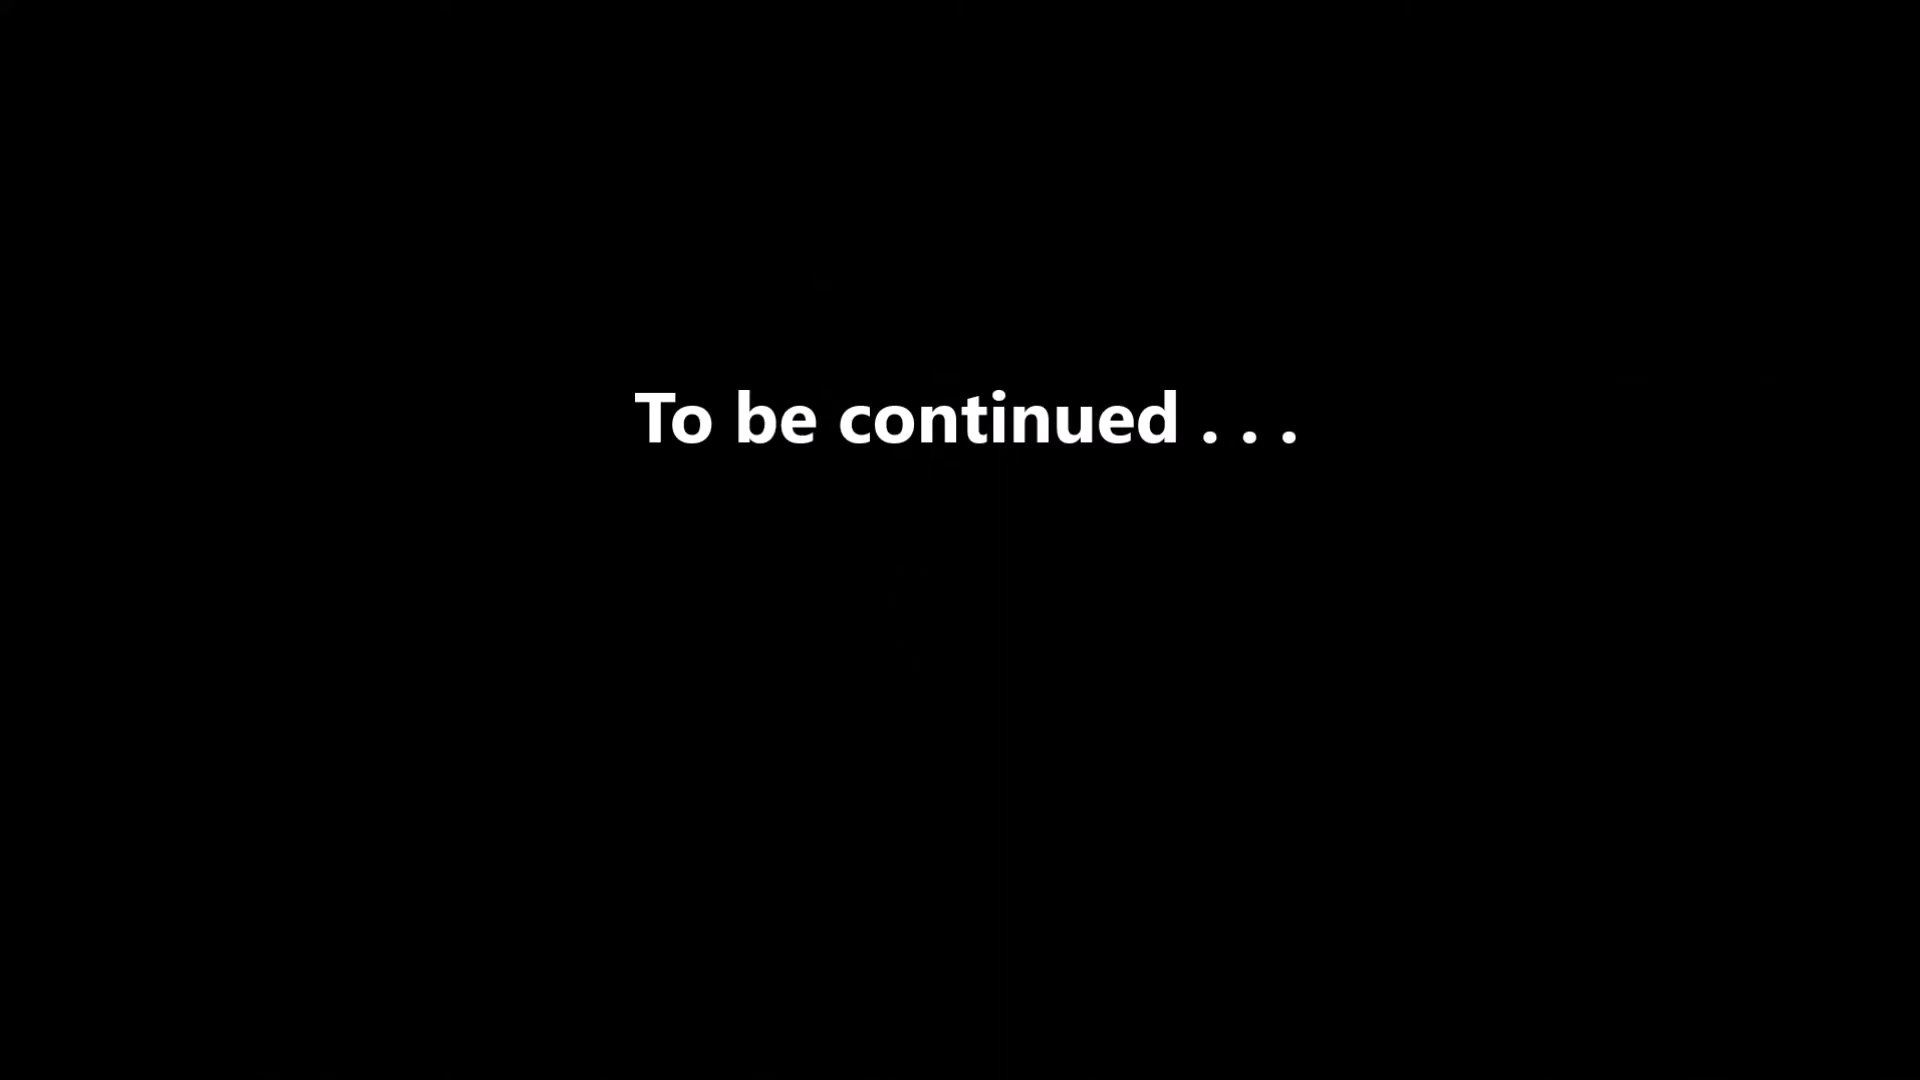 To be continued . . .